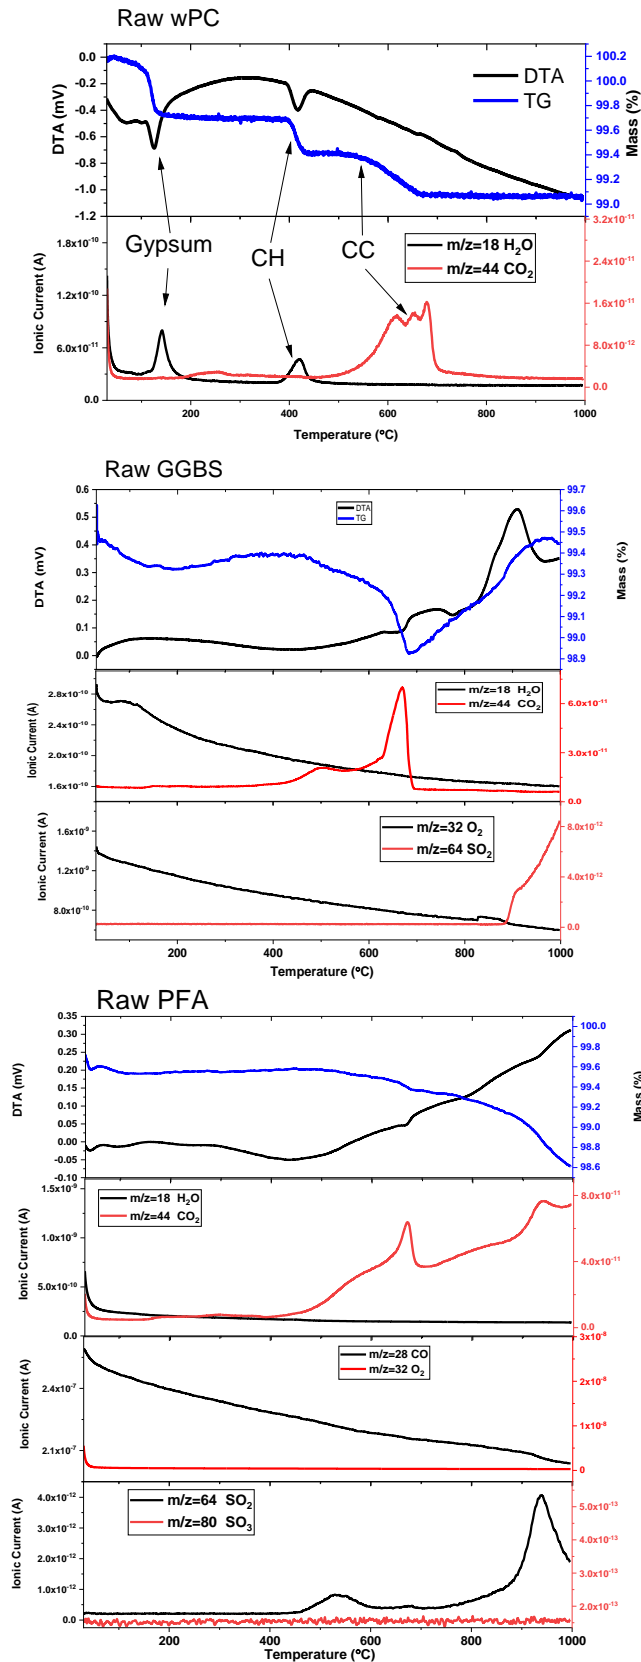 Raw wPC
0.0
-0.2
-0.4
-0.6
-0.8
-1.0
-1.2
DTA (mV)
DTA
TG
100.2
100.0
99.8
99.6
99.4
99.2
99.0
Mass (%)
Gypsum
CH
CC
1.8x10⁻¹⁰
1.2x10⁻¹⁰
6.0x10⁻¹¹
0.0
Ionic Current (A)
m/z=18 H₂O
m/z=44 CO₂
3.2x10⁻¹¹
2.4x10⁻¹¹
1.6x10⁻¹¹
8.0x10⁻¹²
0.0
200 400 600 800 1000
Temperature (°C)
Raw GGBS
0.6
0.5
0.4
0.3
0.2
0.1
0.0
DTA (mV)
DTA
TG
99.7
99.6
99.5
99.4
99.3
99.2
99.1
99.0
98.9
Mass (%)
2.8x10⁻¹⁰
2.4x10⁻¹⁰
2.0x10⁻¹⁰
1.6x10⁻¹⁰
Ionic Current (A)
m/z=18 H₂O
m/z=44 CO₂
6.0x10⁻¹¹
3.0x10⁻¹¹
0.0
1.6x10⁻⁹
1.2x10⁻⁹
8.0x10⁻¹⁰
Ionic Current (A)
m/z=32 O₂
m/z=64 SO₂
8.0x10⁻¹²
4.0x10⁻¹²
0.0
200 400 600 800 1000
Temperature (°C)
Raw PFA
0.35
0.30
0.25
0.20
0.15
0.10
0.05
0.00
-0.05
-0.10
DTA (mV)
100.0
99.8
99.6
99.4
99.2
99.0
98.8
98.6
Mass (%)
1.5x10⁻⁹
1.0x10⁻⁹
5.0x10⁻¹⁰
0.0
Ionic Current (A)
m/z=18 H₂O
m/z=44 CO₂
8.0x10⁻¹¹
4.0x10⁻¹¹
0.0
2.4x10⁻⁷
2.1x10⁻⁷
Ionic Current (A)
m/z=28 CO
m/z=32 O₂
3x10⁻⁸
2x10⁻⁸
1x10⁻⁸
0
4.0x10⁻¹²
3.0x10⁻¹²
2.0x10⁻¹²
1.0x10⁻¹²
0.0
Ionic Current (A)
m/z=64 SO₂
m/z=80 SO₃
5.0x10⁻¹³
4.0x10⁻¹³
3.0x10⁻¹³
2.0x10⁻¹³
200 400 600 800 1000
Temperature (°C)